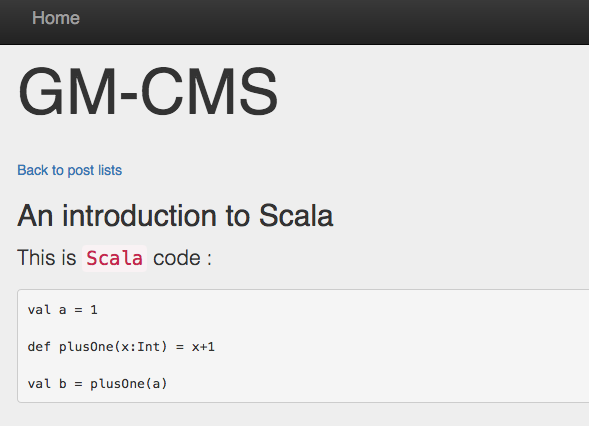 Home
GM-CMS
Back to post lists
An introduction to Scala
This is Scala code :
val a = 1
def plusOne(x:Int) = x+1
val b = plusOne(a)